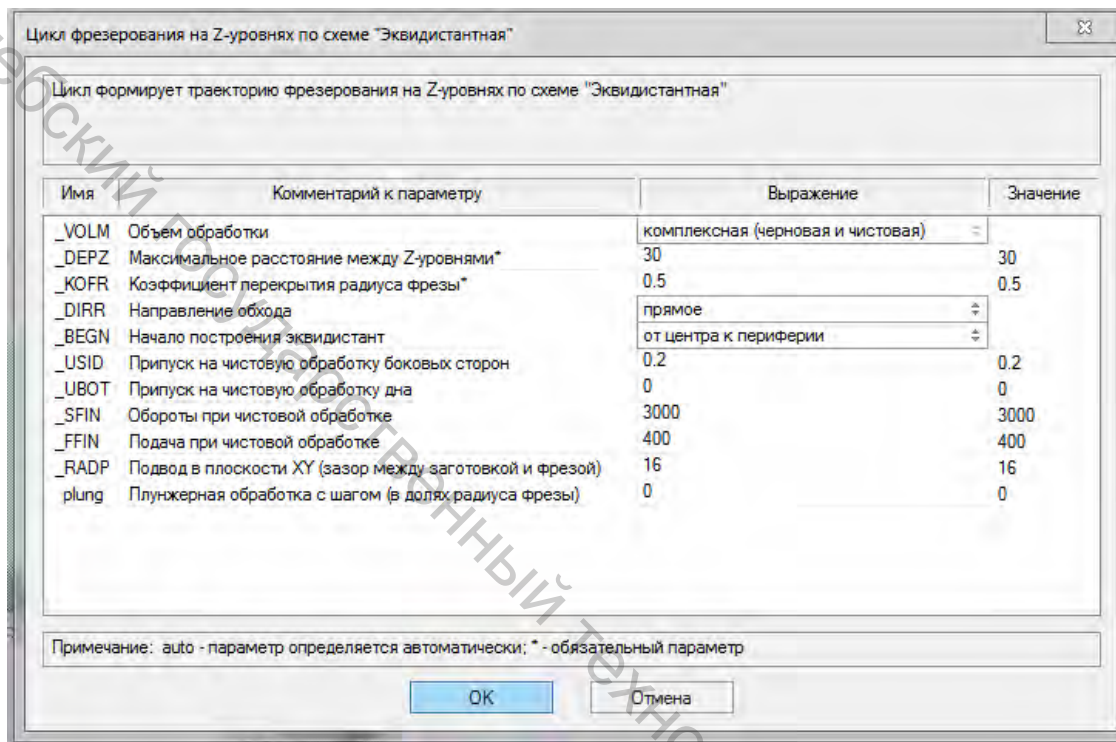 Цикл фрезерования на Z-уровнях по схеме "Эквидистантная"
Цикл формирует траекторию фрезерования на Z-уровнях по схеме "Эквидистантная"
Имя Комментарий к параметру Выражение Значение
_VOLM Объем обработки комплексная (черновая и чистовая)
_DEPZ Максимальное расстояние между Z-уровнями* 30 30
_KOFR Коэффициент перекрытия радиуса фрезы* 0.5 0.5
_DIRR Направление обхода прямое
_BEGN Начало построения эквидистант от центра к периферии
_USID Припуск на чистовую обработку боковых сторон 0.2 0.2
_UBOT Припуск на чистовую обработку дна 0 0
_SFIN Обороты при чистовой обработке 3000 3000
_FFIN Подача при чистовой обработке 400 400
_RADP Подвод в плоскости XY (зазор между заготовкой и фрезой) 16 16
plung Плунжерная обработка с шагом (в долях радиуса фрезы) 0 0
Примечание: auto - параметр определяется автоматически; * - обязательный параметр
OK Отмена
государственный